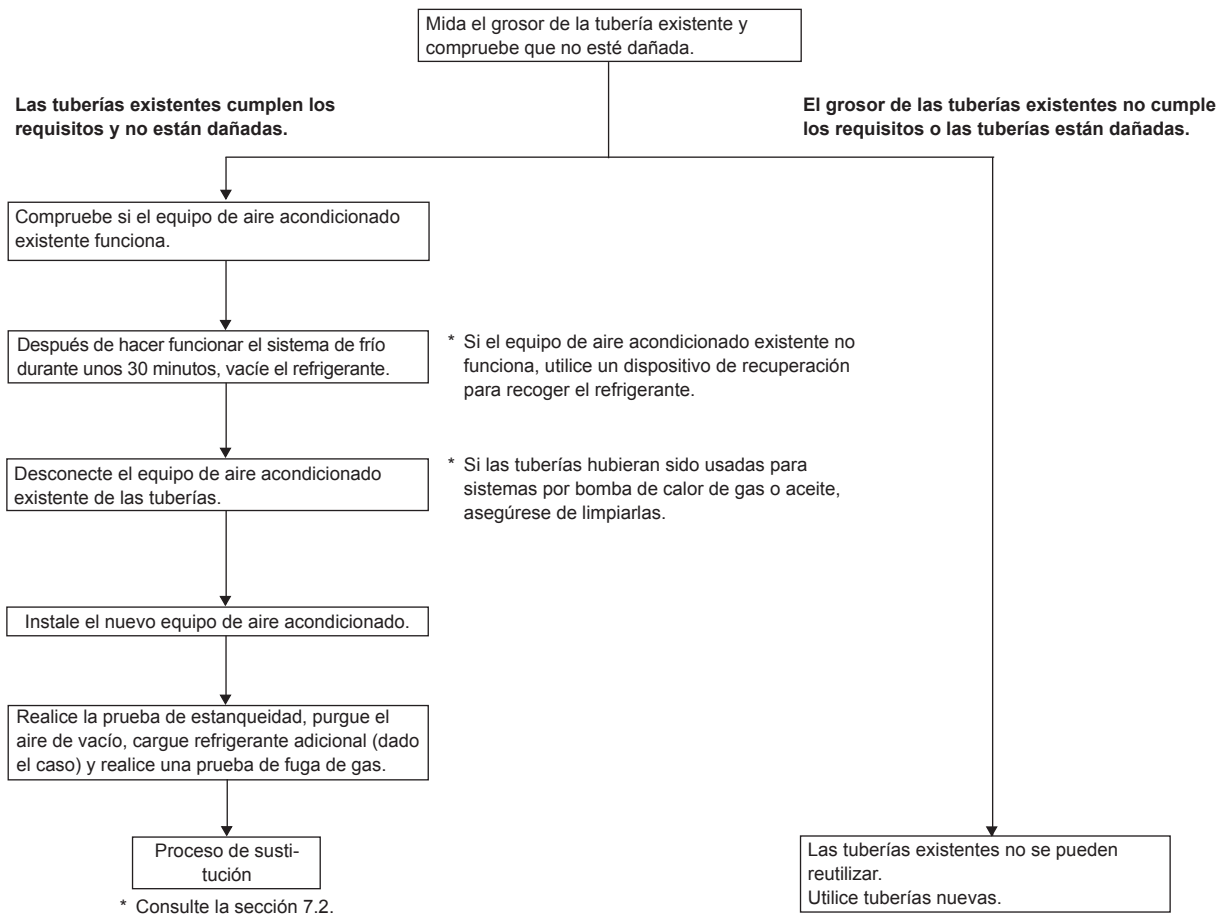 Mida el grosor de la tubería existente y
compruebe que no esté dañada.
Las tuberías existentes cumplen los
requisitos y no están dañadas.
El grosor de las tuberías existentes no cumple
los requisitos o las tuberías están dañadas.
Compruebe si el equipo de aire acondicionado
existente funciona.
Después de hacer funcionar el sistema de frío
durante unos 30 minutos, vacíe el refrigerante.
* Si el equipo de aire acondicionado existente no
funciona, utilice un dispositivo de recuperación
para recoger el refrigerante.
Desconecte el equipo de aire acondicionado
existente de las tuberías.
* Si las tuberías hubieran sido usadas para
sistemas por bomba de calor de gas o aceite,
asegúrese de limpiarlas.
Instale el nuevo equipo de aire acondicionado.
Realice la prueba de estanqueidad, purgue el
aire de vacío, cargue refrigerante adicional (dado
el caso) y realice una prueba de fuga de gas.
Proceso de susti-
tución
* Consulte la sección 7.2.
Las tuberías existentes no se pueden
reutilizar.
Utilice tuberías nuevas.